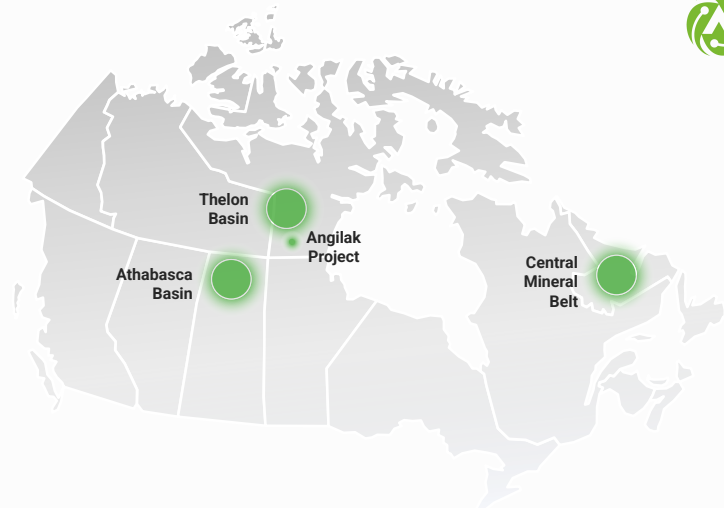 Thelon
Basin
Angilak
Project
Athabasca
Basin
Central
Mineral
Belt